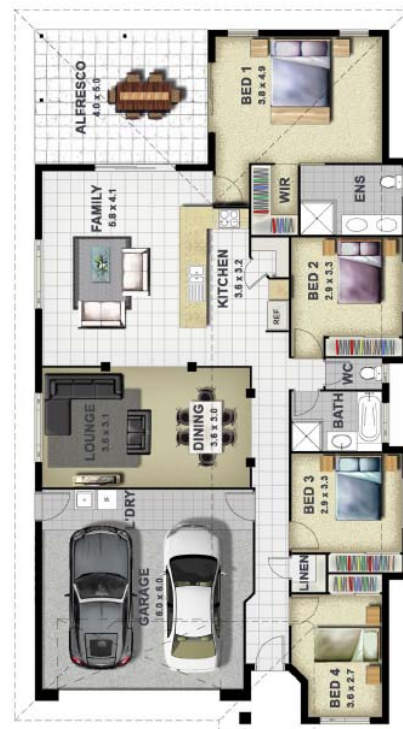 ALFRESCO
4.0 x 5.0
BED 1
3.8 x 4.9
WIR
ENS
FAMILY
5.8 x 4.1
KITCHEN
3.6 x 3.2
BED 2
2.9 x 3.3
REF
WC
BATH
LOUNGE
3.6 x 3.1
DINING
3.6 x 3.0
BED 3
2.9 x 3.3
L'DRY
GARAGE
6.0 x 6.0
LINEN
BED 4
3.6 x 2.7